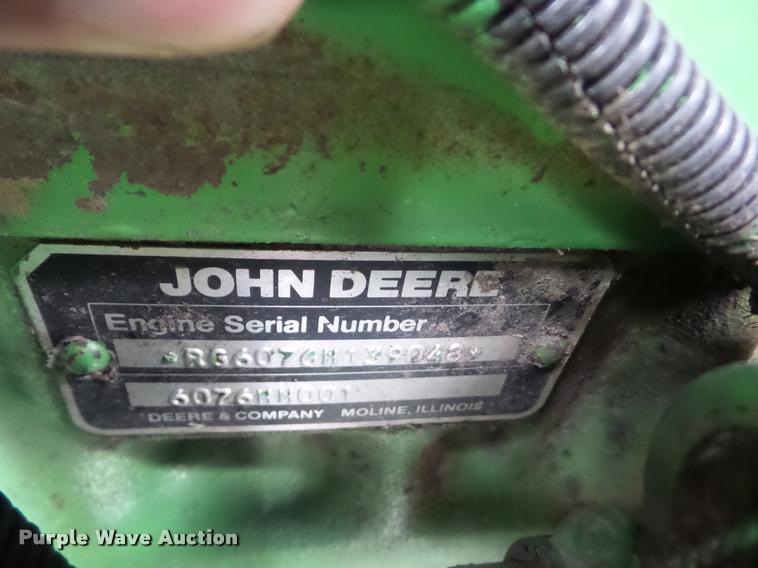 JOHN DEERE
Engine Serial Number
*RG6076H139048*
6076HH001
DEERE & COMPANY MOLINE, ILLINOIS
Purple Wave Auction